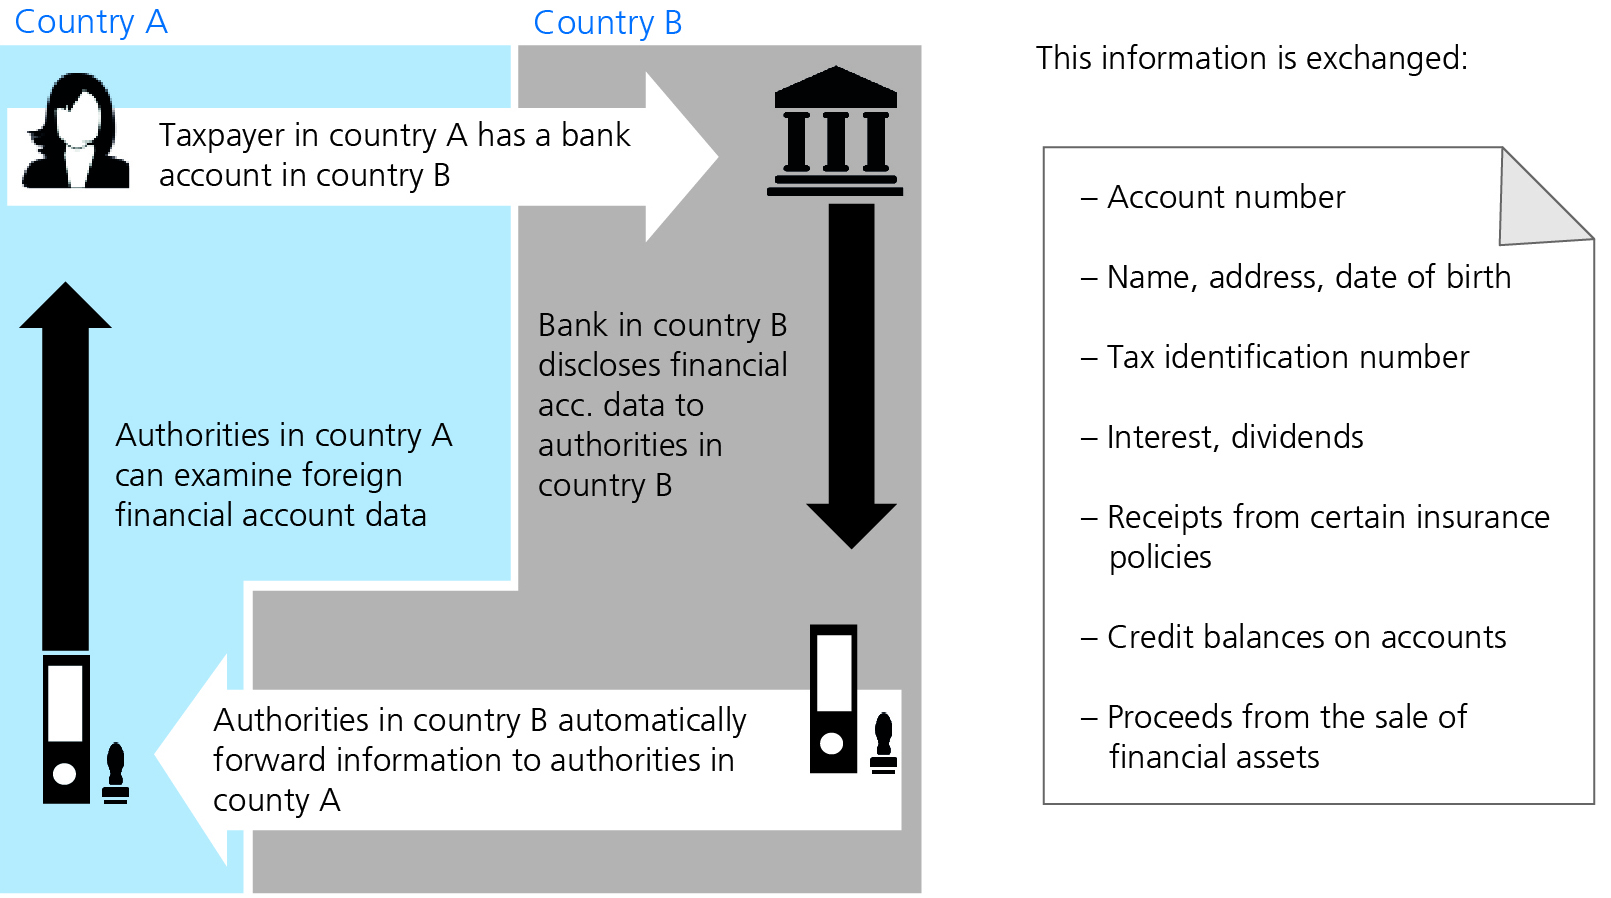 Country A
Country B
Taxpayer in country A has a bank
account in country B
Bank in country B
discloses financial
acc. data to
authorities in
country B
Authorities in country B automatically
forward information to authorities in
county A
Authorities in country A
can examine foreign
financial account data
This information is exchanged:
– Account number
– Name, address, date of birth
– Tax identification number
– Interest, dividends
– Receipts from certain insurance
policies
– Credit balances on accounts
– Proceeds from the sale of
financial assets